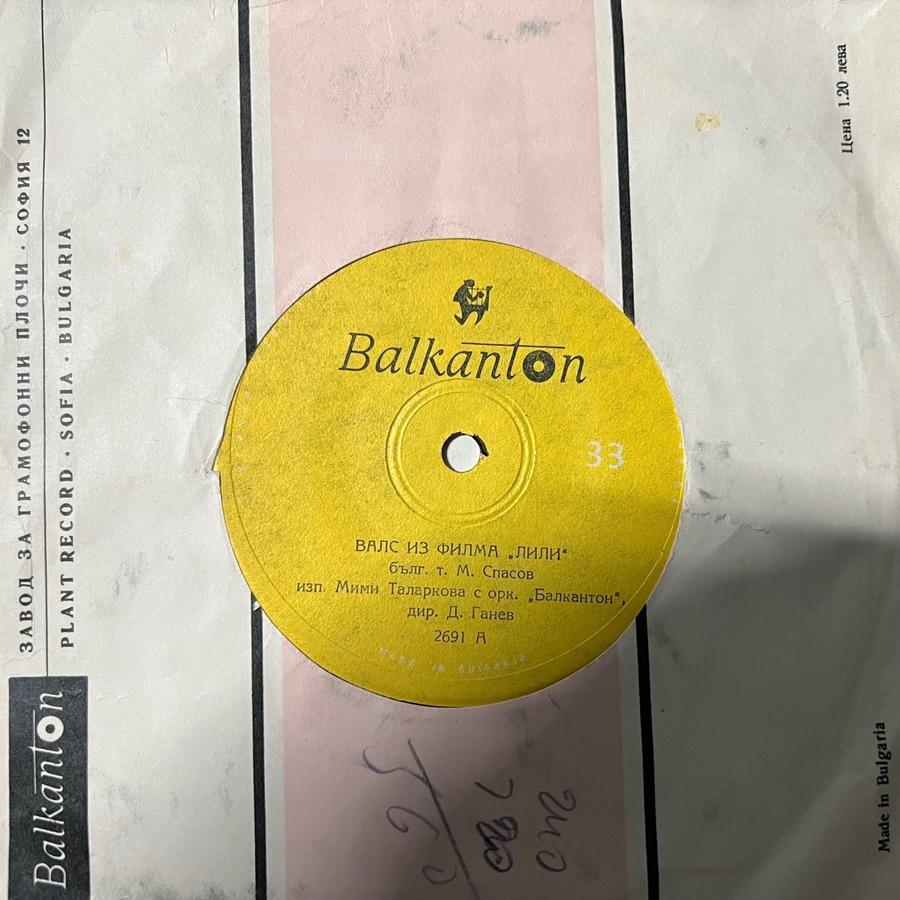 ЗАВОД ЗА ГРАМОФОННИ ПЛОЧИ · СОФИЯ 12
PLANT RECORD · SOFIA · BULGARIA
Balkanton
Цена 1.20 лева
Balkanton
33
ВАЛС ИЗ ФИЛМА „ЛИЛИ“
бълг. т. М. Спасов
изп. Мими Таларкова с орк. „Балкантон“,
дир. Д. Ганев
2691 А
MADE IN BULGARIA
Made in Bulgaria